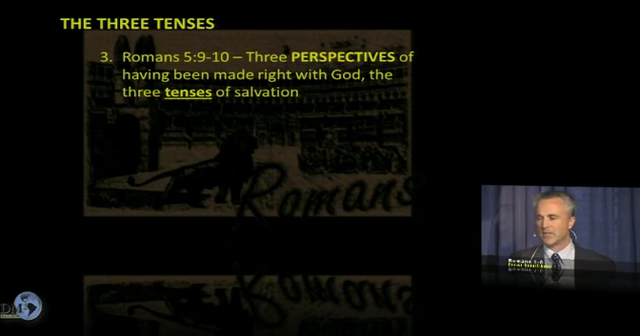 THE THREE TENSES
3. Romans 5:9-10 – Three PERSPECTIVES of
having been made right with God, the
three tenses of salvation
Romans
DM